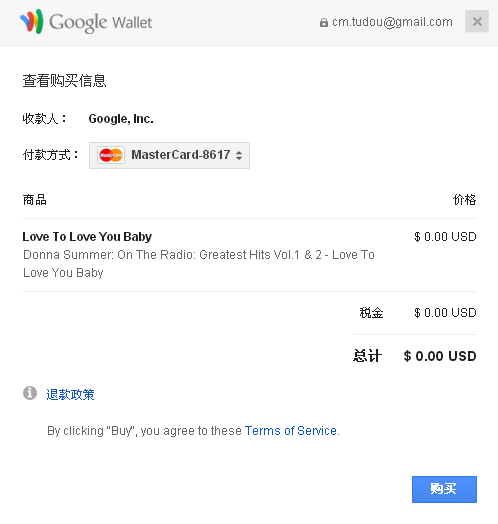 Google Wallet
cm.tudou@gmail.com
查看购买信息
收款人： Google, Inc.
付款方式： MasterCard MasterCard-8617
商品 价格
Love To Love You Baby $ 0.00 USD
Donna Summer: On The Radio: Greatest Hits Vol.1 & 2 - Love To
Love You Baby
税金 $ 0.00 USD
总计 $ 0.00 USD
退款政策
By clicking "Buy", you agree to these Terms of Service.
购买